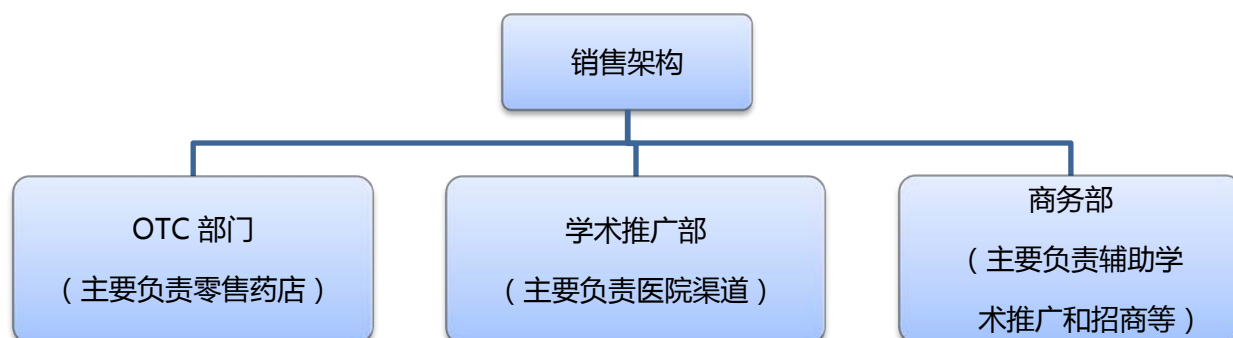 销售架构
OTC 部门
（主要负责零售药店）
学术推广部
（主要负责医院渠道）
商务部
（主要负责辅助学
术推广和招商等）